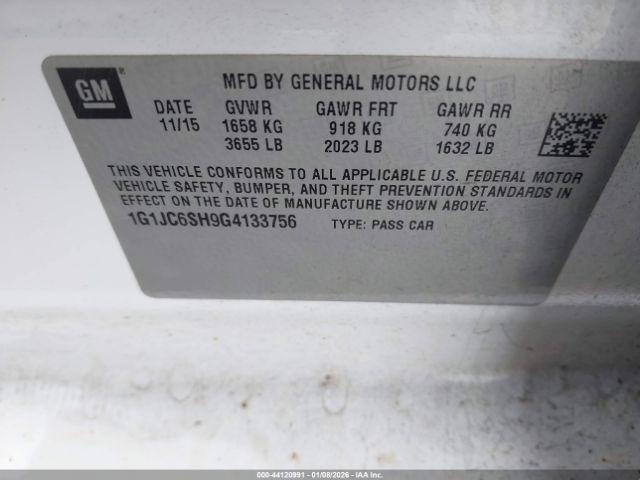 GM®
MFD BY GENERAL MOTORS LLC
DATE GVWR GAWR FRT GAWR RR
11/15 1658 KG 918 KG 740 KG
3655 LB 2023 LB 1632 LB
THIS VEHICLE CONFORMS TO ALL APPLICABLE U.S. FEDERAL MOTOR
VEHICLE SAFETY, BUMPER, AND THEFT PREVENTION STANDARDS IN
EFFECT ON THE DATE OF MANUFACTURE SHOWN ABOVE.
1G1JC6SH9G4133756 TYPE: PASS CAR
000-44120991 - 01/08/2026 - IAAI.COM